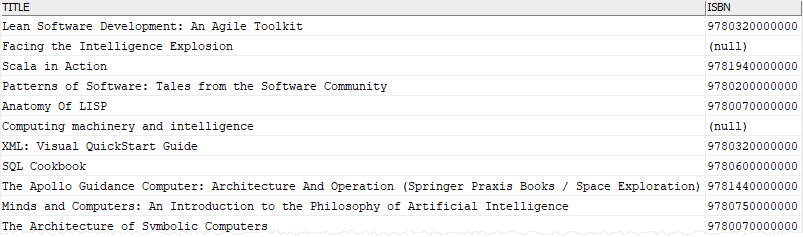 TITLE ISBN
Lean Software Development: An Agile Toolkit 9780320000000
Facing the Intelligence Explosion (null)
Scala in Action 9781940000000
Patterns of Software: Tales from the Software Community 9780200000000
Anatomy Of LISP 9780070000000
Computing machinery and intelligence (null)
XML: Visual QuickStart Guide 9780320000000
SQL Cookbook 9780600000000
The Apollo Guidance Computer: Architecture And Operation (Springer Praxis Books / Space Exploration) 9781440000000
Minds and Computers: An Introduction to the Philosophy of Artificial Intelligence 9780750000000
The Architecture of Symbolic Computers 9780070000000